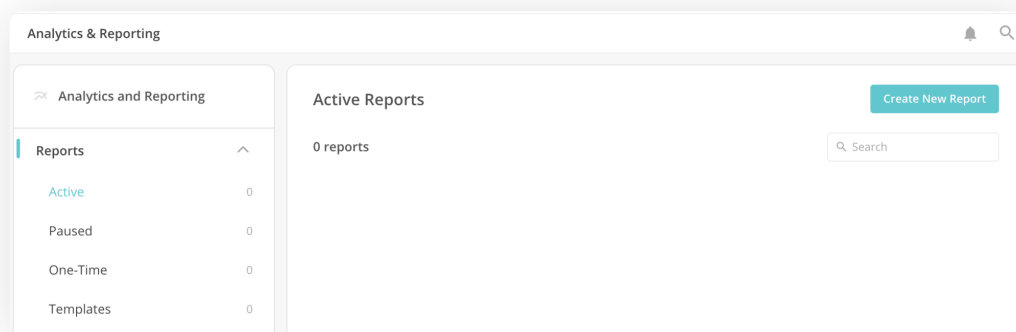 Analytics & Reporting
Analytics and Reporting
Reports
Active 0
Paused 0
One-Time 0
Templates 0
Active Reports
Create New Report
0 reports
Search